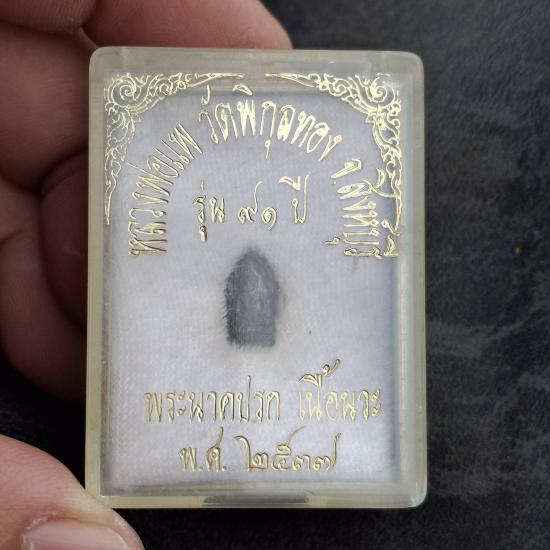 หลวงพ่อแพ วัดพิกุลทอง จ.สิงห์บุรี
รุ่น ๙๑ ปี
พระนาคปรก เนื้อนวะ
พ.ศ. ๒๕๓๗